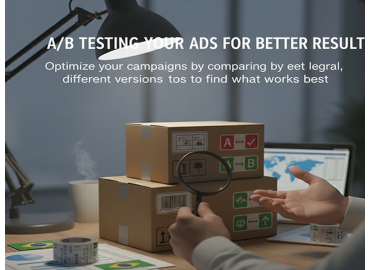 A/B TESTING YOUR ADS FOR BETTER RESULT
Optimize your campaigns by comparing by eet legral,
different versions tos to find what works best
A
B